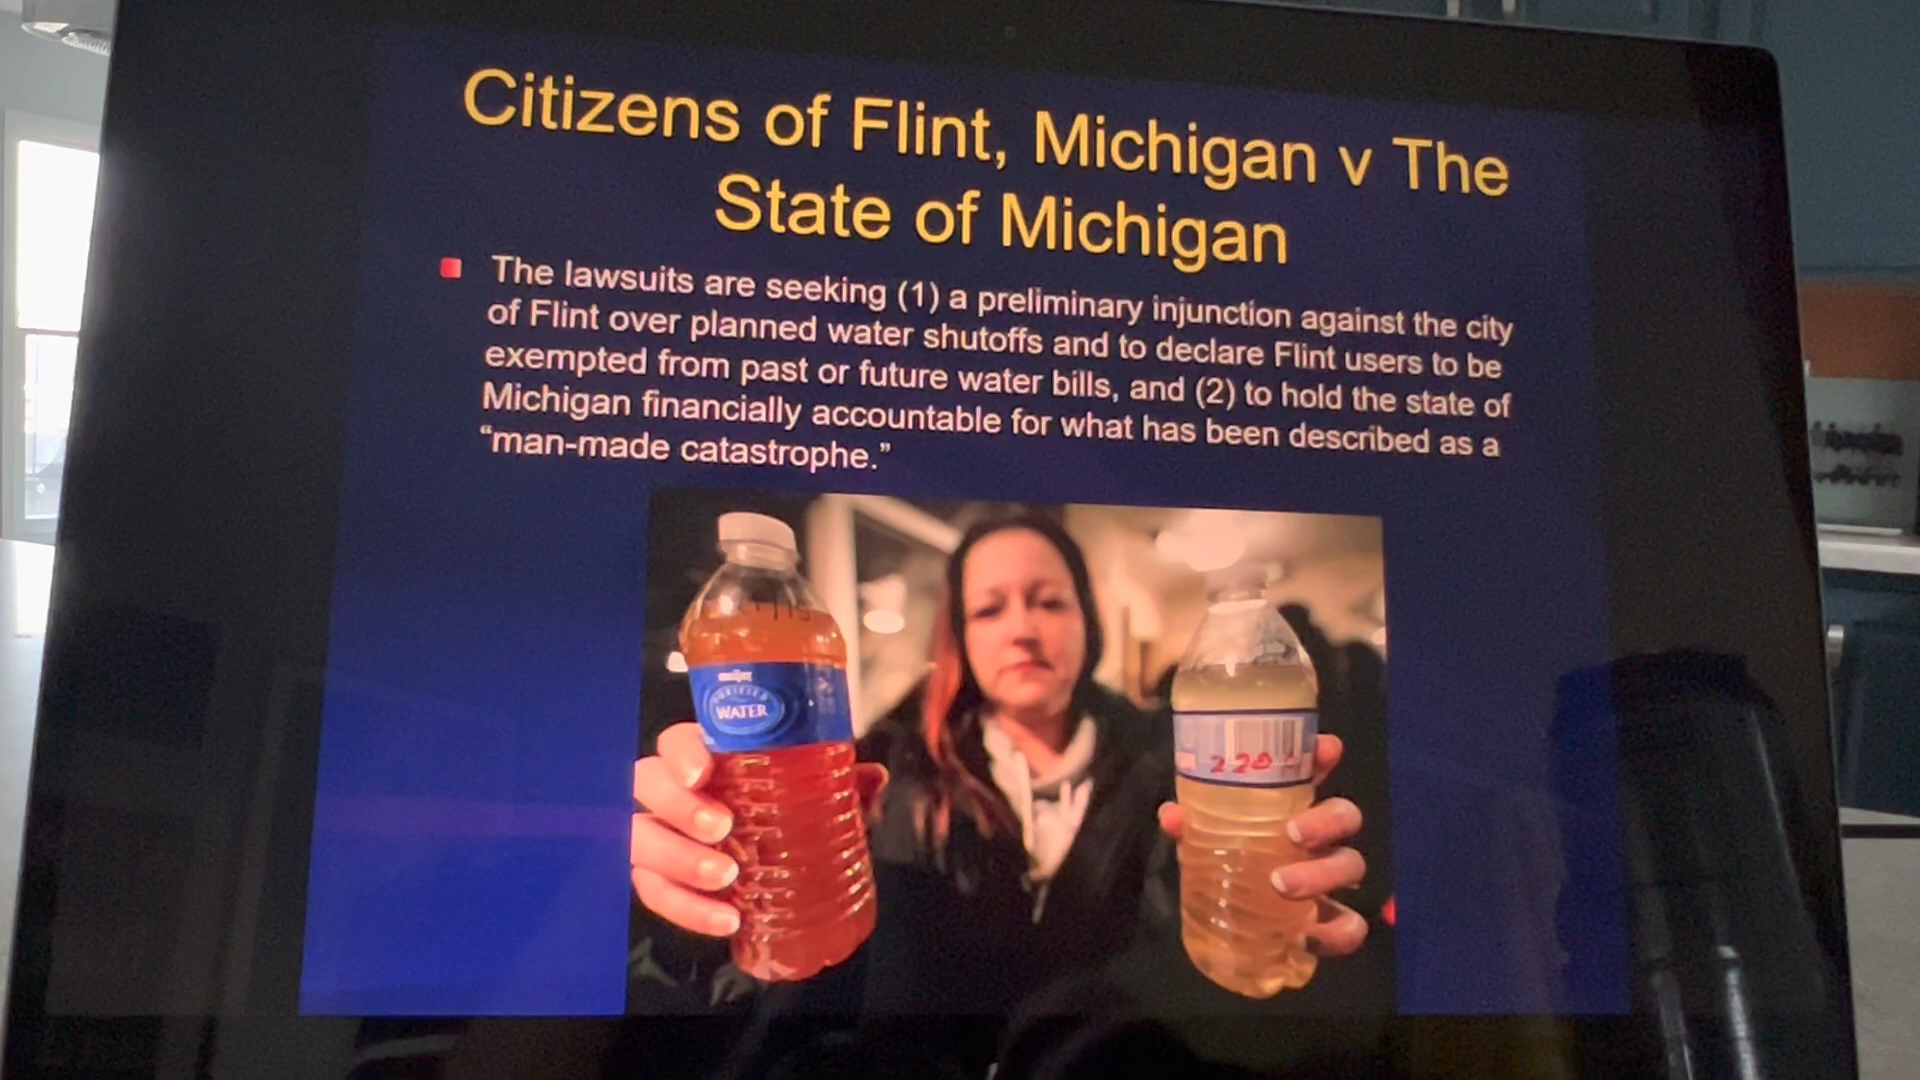 Citizens of Flint, Michigan v The
State of Michigan
The lawsuits are seeking (1) a preliminary injunction against the city
of Flint over planned water shutoffs and to declare Flint users to be
exempted from past or future water bills, and (2) to hold the state of
Michigan financially accountable for what has been described as a
“man-made catastrophe.”
meijer
PURIFIED
WATER
220